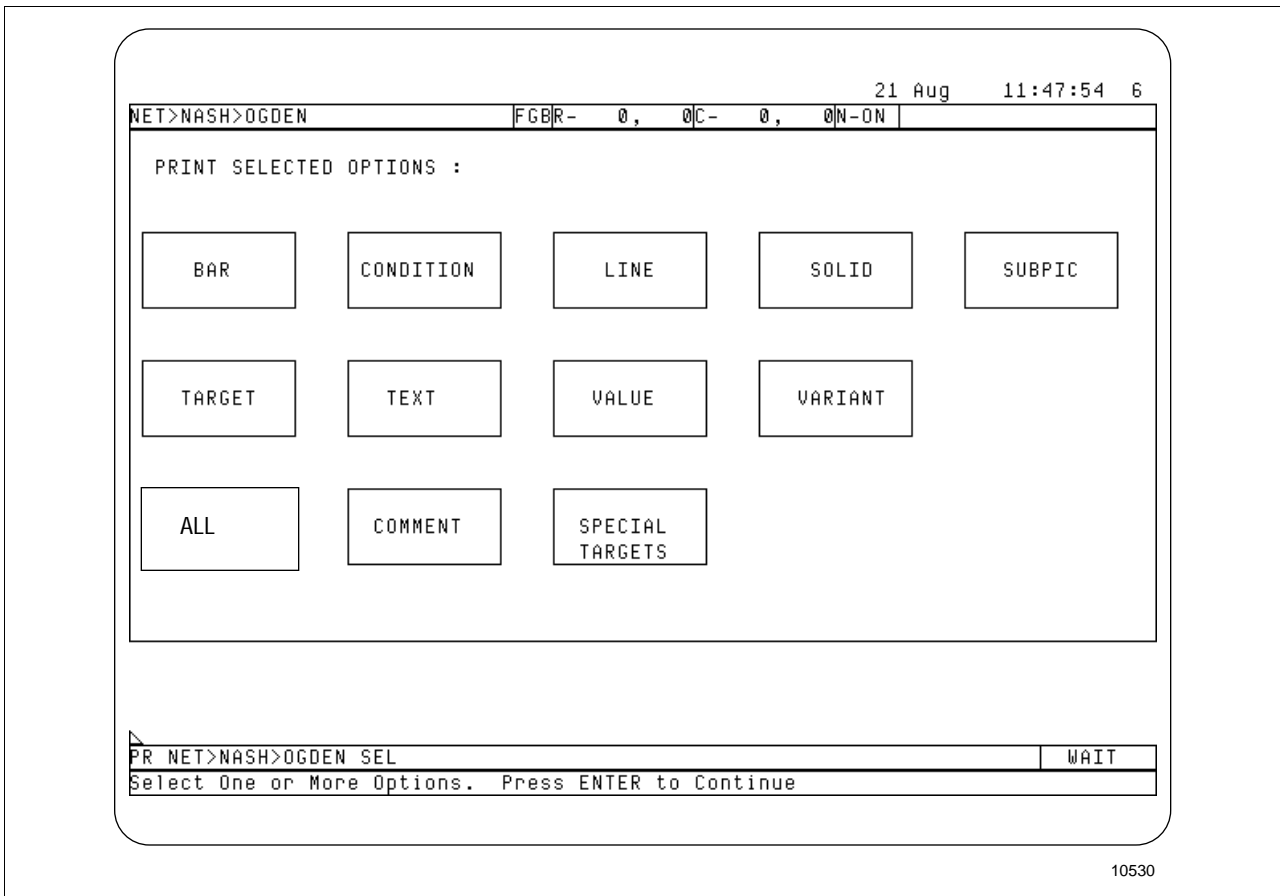 21 Aug 11:47:54 6
NET>NASH>OGDEN FGB R- 0, 0 C- 0, 0 N-ON
PRINT SELECTED OPTIONS :
BAR CONDITION LINE SOLID SUBPIC
TARGET TEXT VALUE VARIANT
ALL COMMENT SPECIAL
TARGETS
PR NET>NASH>OGDEN SEL WAIT
Select One or More Options. Press ENTER to Continue
10530